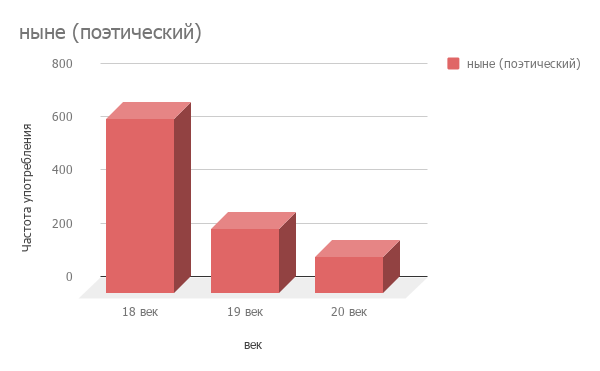 ныне (поэтический)
ныне (поэтический)
Частота употребления
800
600
400
200
0
18 век
19 век
20 век
век